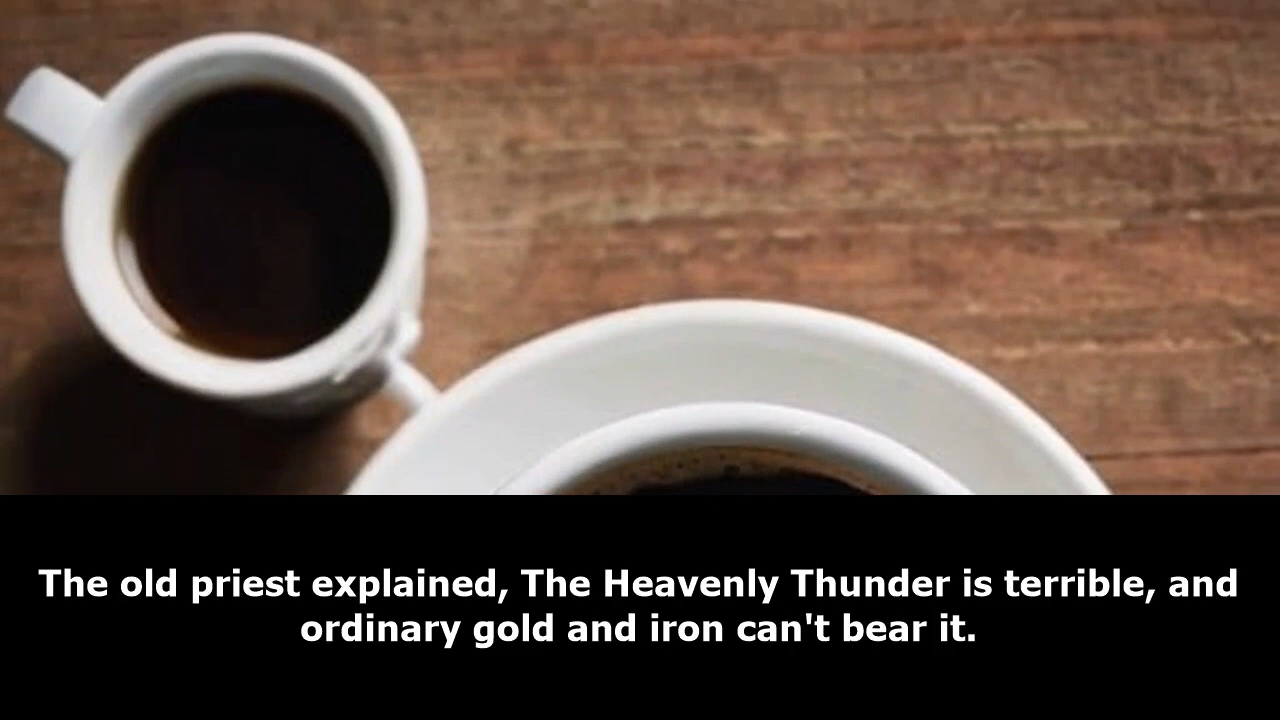 The old priest explained, The Heavenly Thunder is terrible, and
ordinary gold and iron can't bear it.